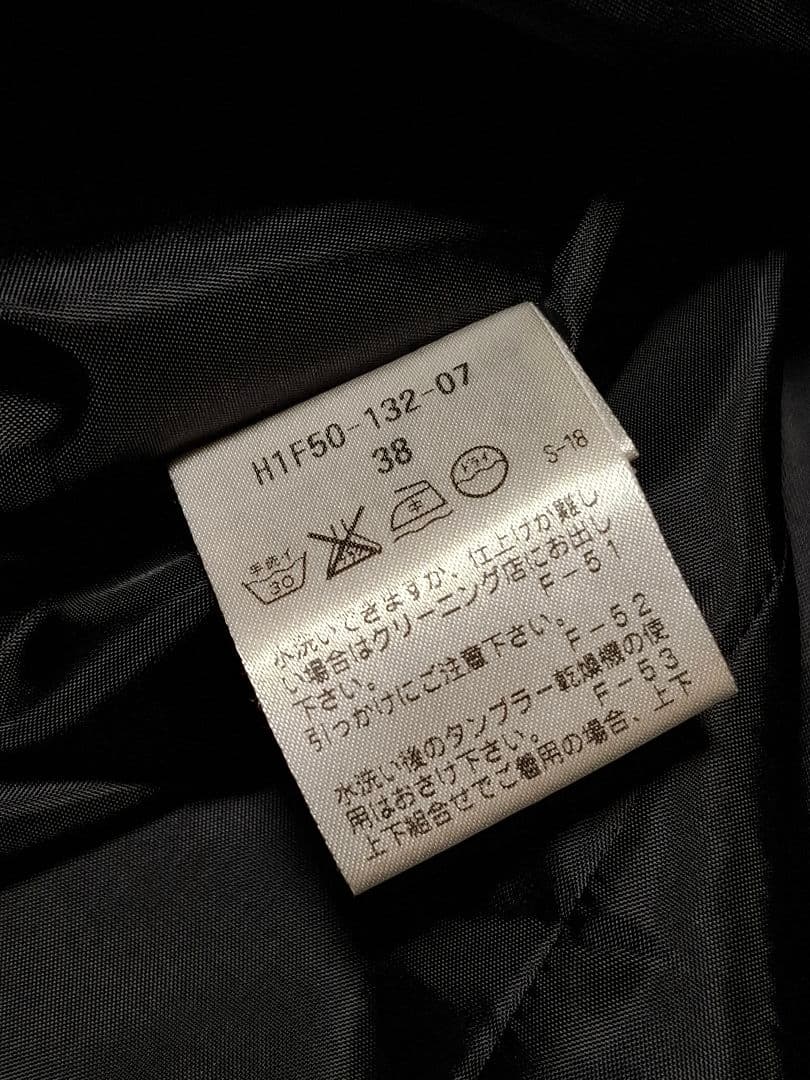 H1F50-132-07
38
手洗イ
30
中
ドライ
S-18
水洗いできますが、仕上げが難し
い場合はクリーニング店にお出し
下さい。 F-51
引っかけにご注意下さい。
F-52
水洗い後のタンブラー乾燥機の使
用はおさけ下さい。 F-53
上下組合せでご着用の場合、上下